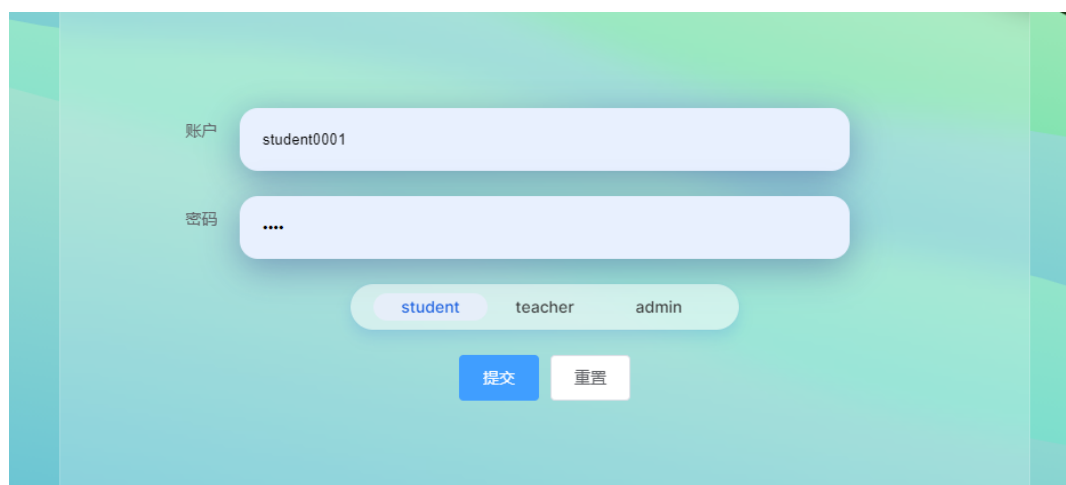 账户
student0001
密码
••••
student teacher admin
提交 重置